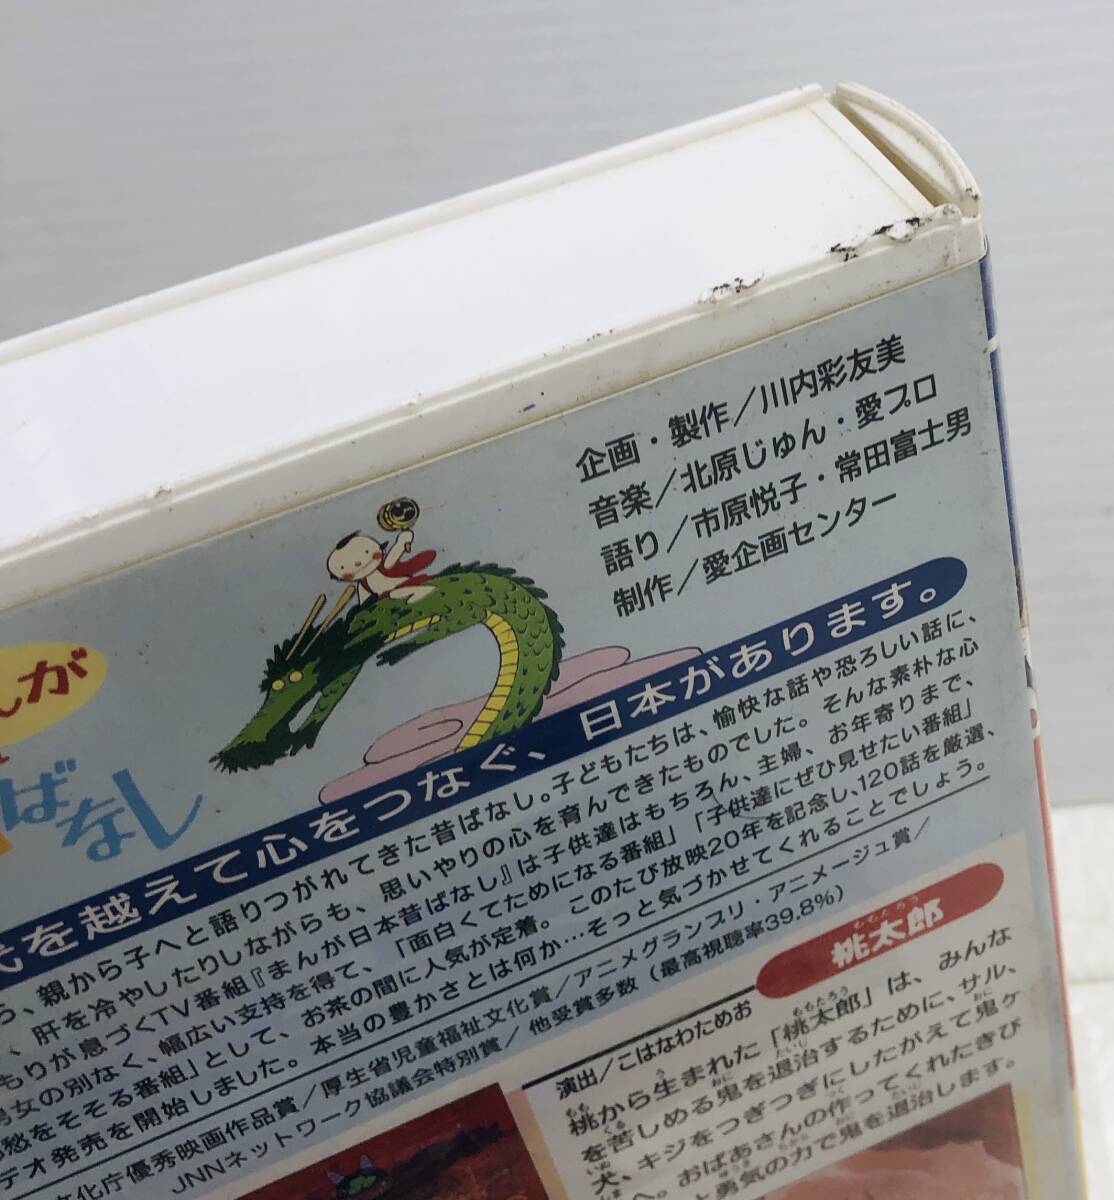 企画・製作／川内彩友美
音楽／北原じゅん・愛プロ
語り／市原悦子・常田富士男
制作／愛企画センター
んが
ばなし
を越えて心をつなぐ、日本があります。
、親から子へと語りつがれてきた昔ばなし。子どもたちは、愉快な話や恐ろしい話に、
、肝を冷やしたりしながらも、思いやりの心を育んできたものでした。そんな素朴な心
もりが息づくTV番組『まんが日本昔ばなし』は子供達はもちろん、主婦、お年寄りまで、
男女の別なく、幅広い支持を得て、「面白くてためになる番組」「子供達にぜひ見せたい番組」
愁をそそる番組」として、お茶の間に人気が定着。このたび放映20年を記念し、120話を厳選、
デオ発売を開始しました。本当の豊かさとは何か…そっと気づかせてくれることでしょう。
文化庁優秀映画作品賞／厚生省児童福祉文化賞／アニメグランプリ・アニメージュ賞／
JNNネットワーク協議会特別賞／他受賞多数（最高視聴率39.8%）
桃太郎
ももたろう
演出／こはなわためお
桃から生まれた「桃太郎」は、みんな
を苦しめる鬼を退治するために、サル、
犬、キジをつぎつぎにしたがえて鬼ヶ
へ。おばあさんの作ってくれたきび
と勇気の力で鬼を退治します。